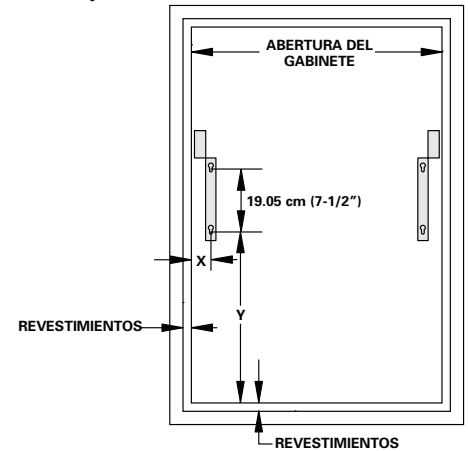 ABERTURA DEL
GABINETE
19.05 cm (7-1/2")
X
Y
REVESTIMIENTOS
REVESTIMIENTOS